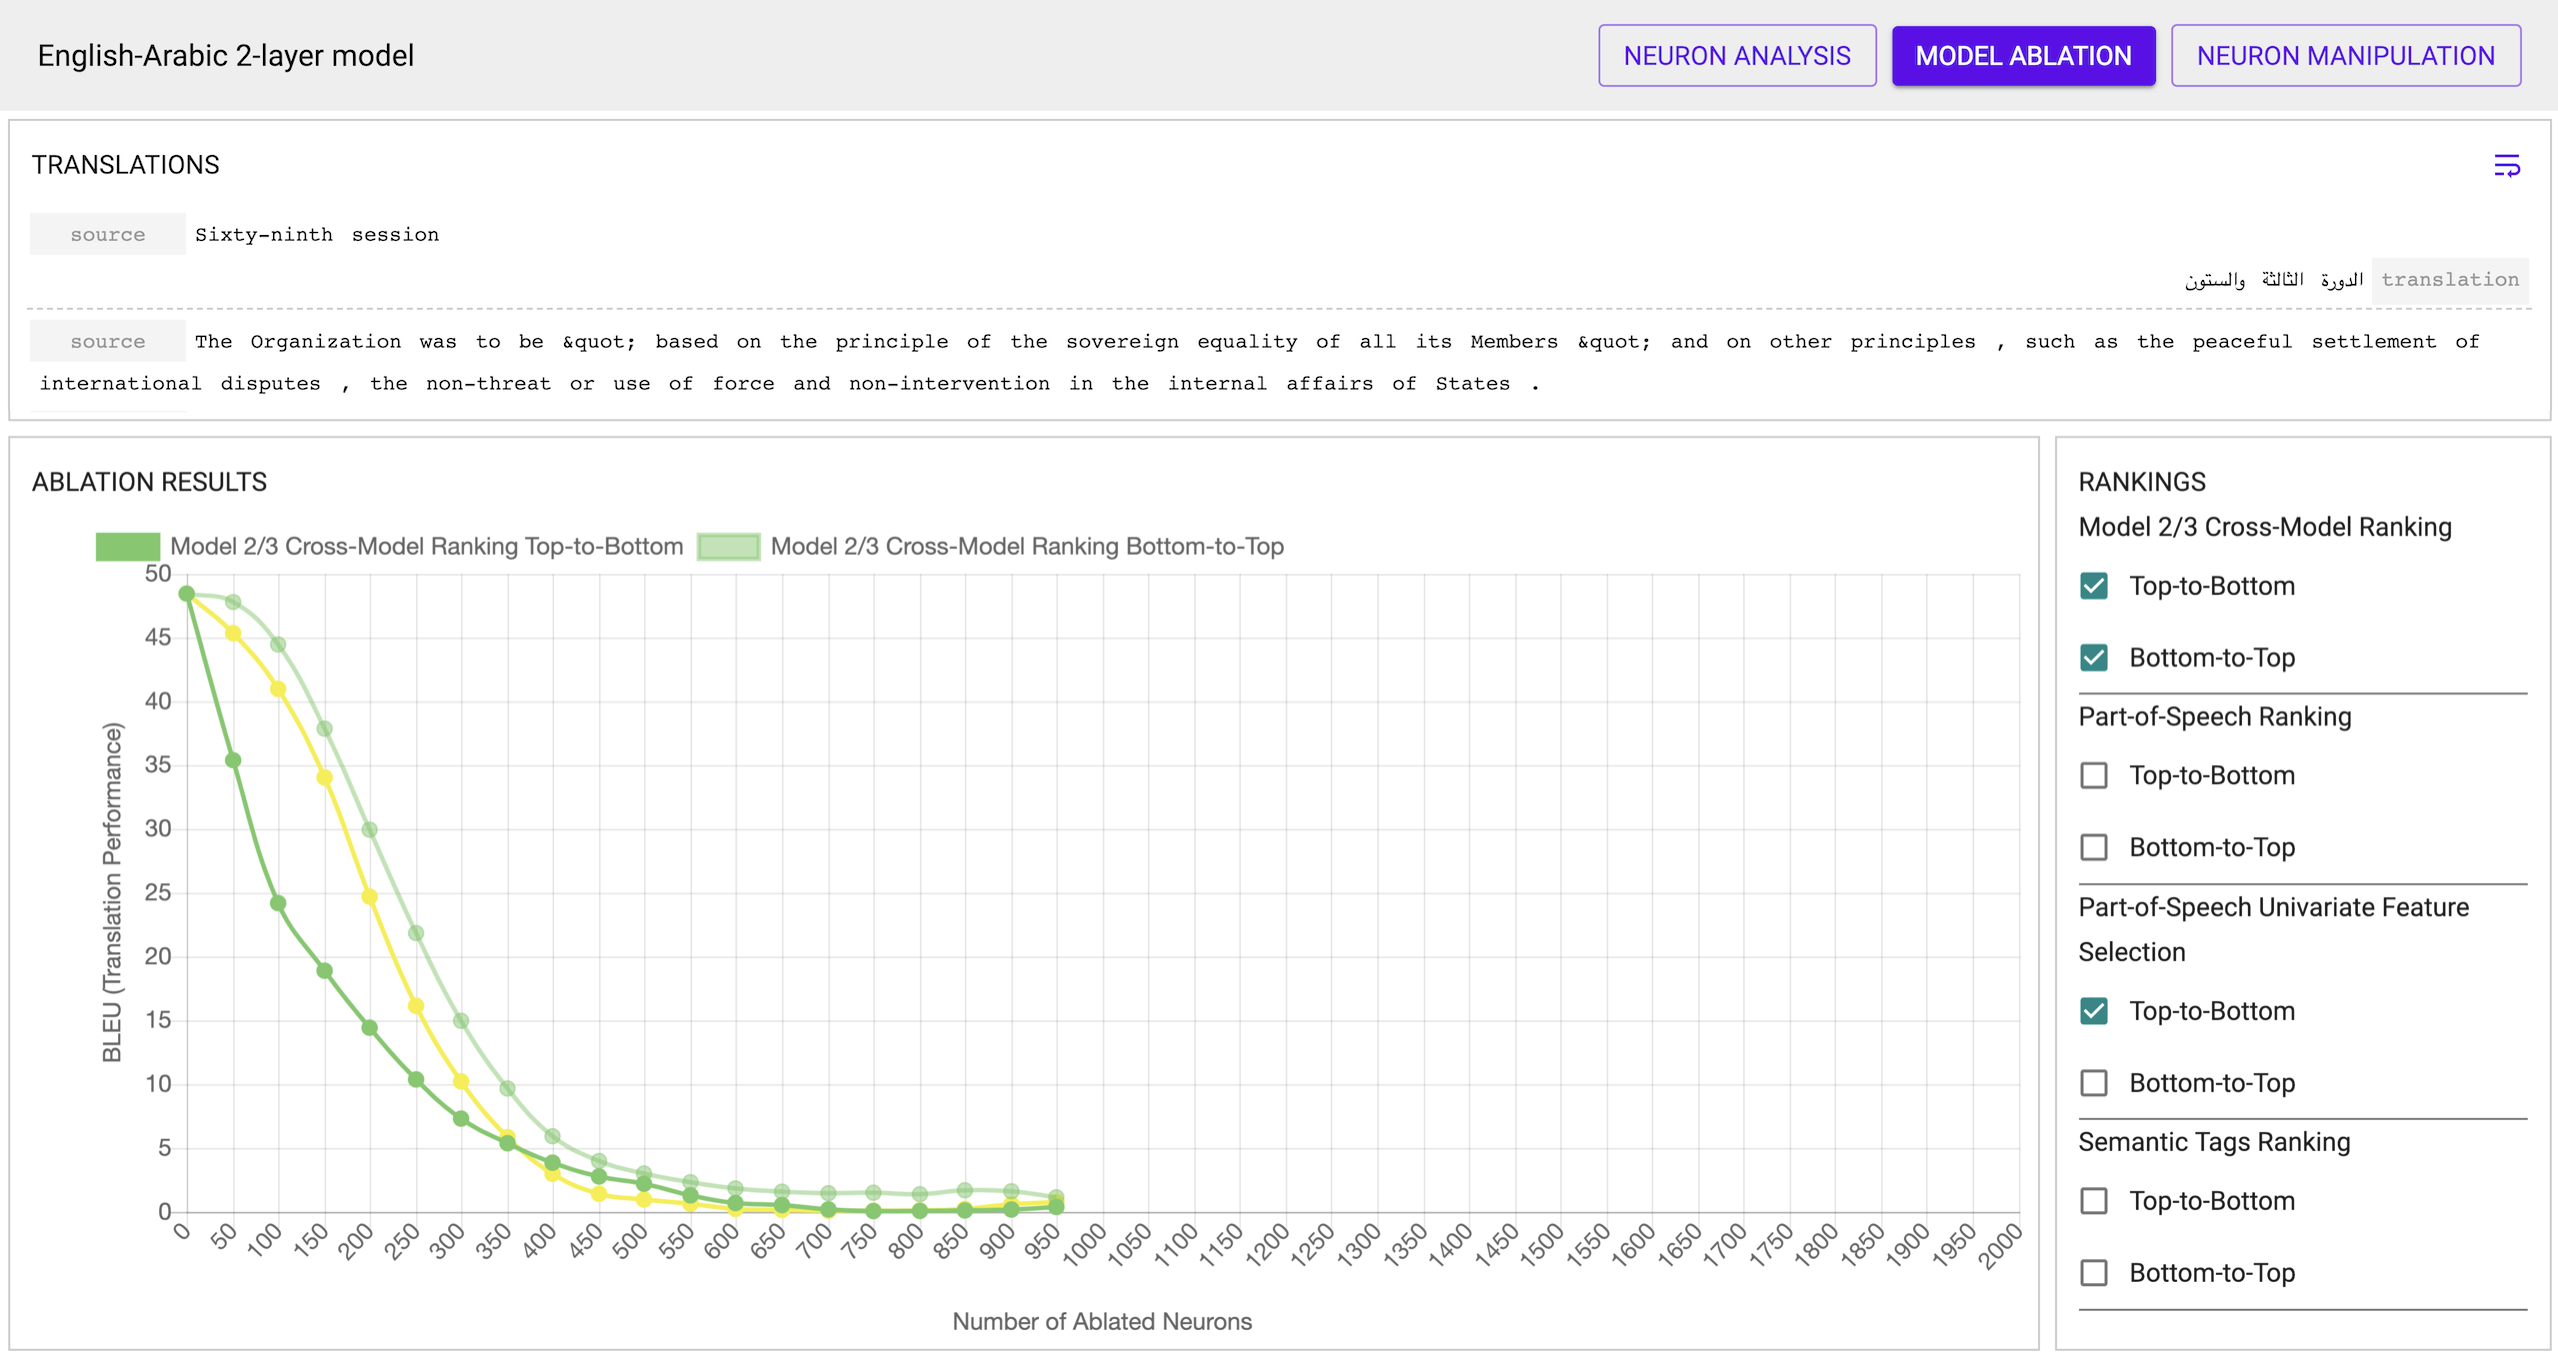 English-Arabic 2-layer model
NEURON ANALYSIS
MODEL ABLATION
NEURON MANIPULATION
TRANSLATIONS
source Sixty-ninth session
الدورة الثالثة والستون translation
source The Organization was to be &quot; based on the principle of the sovereign equality of all its Members &quot; and on other principles , such as the peaceful settlement of
international disputes , the non-threat or use of force and non-intervention in the internal affairs of States .
ABLATION RESULTS
Model 2/3 Cross-Model Ranking Top-to-Bottom
Model 2/3 Cross-Model Ranking Bottom-to-Top
BLEU (Translation Performance)
50
45
40
35
30
25
20
15
10
5
0
0 50 100 150 200 250 300 350 400 450 500 550 600 650 700 750 800 850 900 950 1000 1050 1100 1150 1200 1250 1300 1350 1400 1450 1500 1550 1600 1650 1700 1750 1800 1850 1900 1950 2000
Number of Ablated Neurons
RANKINGS
Model 2/3 Cross-Model Ranking
Top-to-Bottom
Bottom-to-Top
Part-of-Speech Ranking
Top-to-Bottom
Bottom-to-Top
Part-of-Speech Univariate Feature
Selection
Top-to-Bottom
Bottom-to-Top
Semantic Tags Ranking
Top-to-Bottom
Bottom-to-Top